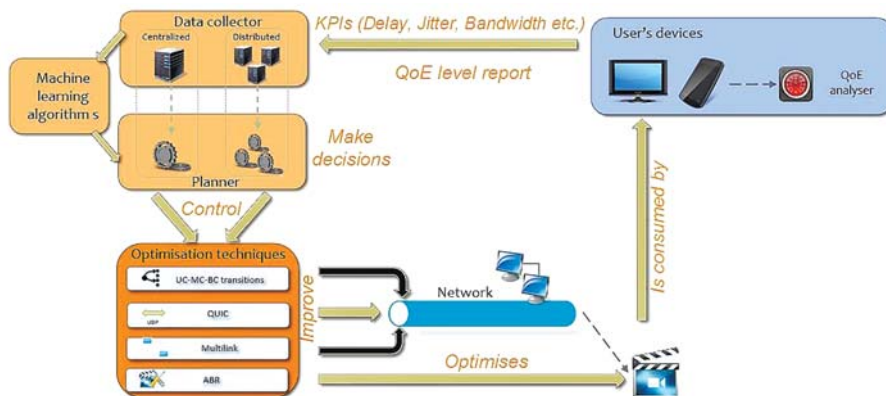 Data collector
Centralized
Distributed
KPIs (Delay, Jitter, Bandwidth etc.)
QoE level report
User's devices
QoE
analyser
Machine
learning
algorithm s
Make
decisions
Planner
Control
Optimisation techniques
UC-MC-BC transitions
UDP
QUIC
Multilink
ABR
Improve
Network
Optimises
Is consumed by